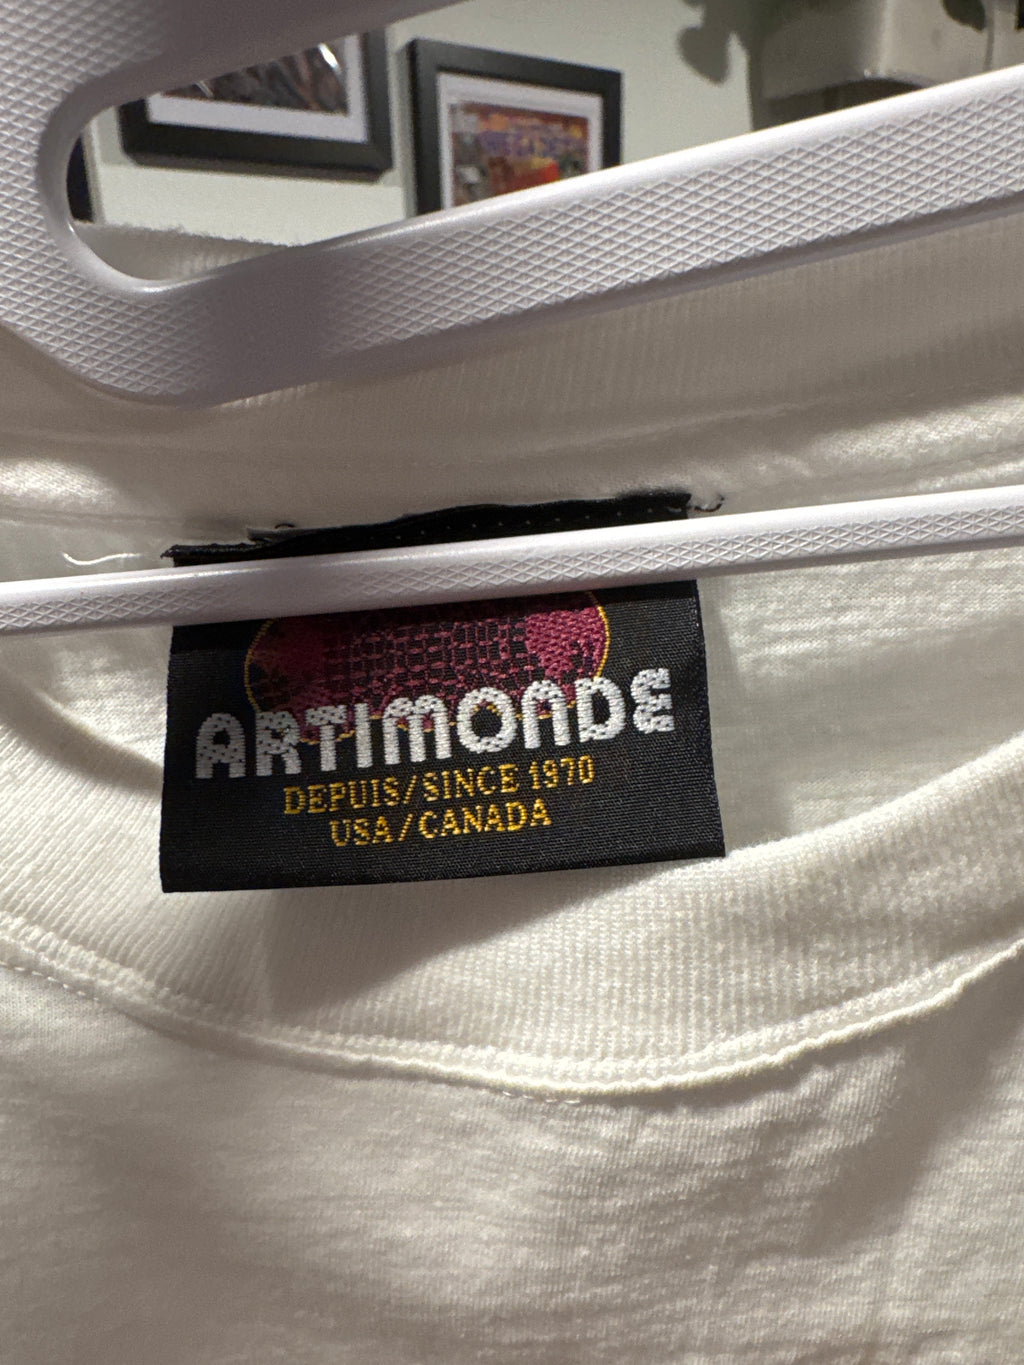 ARTIMONDE
DEPUIS/SINCE 1970
USA/CANADA